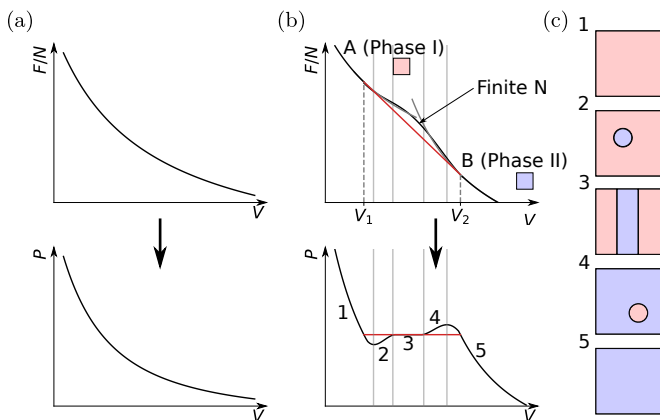 (a)
F/N
V
P
V
(b)
F/N
A (Phase I)
Finite N
B (Phase II)
V₁
V₂
V
P
1
2
3
4
5
V
(c)
1
2
3
4
5